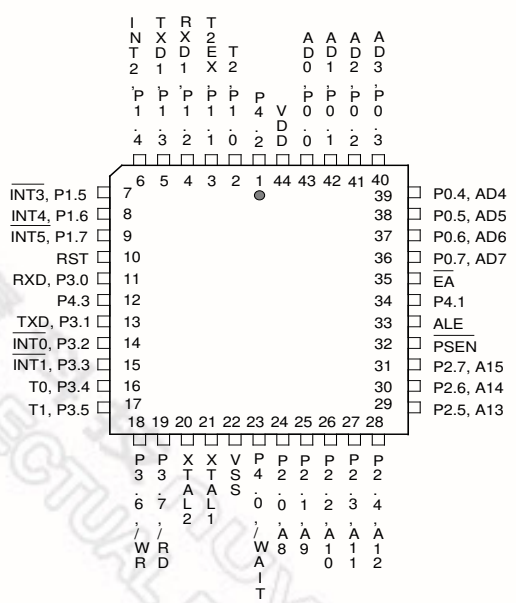 INT2, P1.4
TXD1, P1.3
RXD1, P1.2
T2EX, P1.1
T2, P1.0
P4.2
VDD
AD0, P0.0
AD1, P0.1
AD2, P0.2
AD3, P0.3
6 5 4 3 2 1 44 43 42 41 40
INT3, P1.5 7
INT4, P1.6 8
INT5, P1.7 9
RST 10
RXD, P3.0 11
P4.3 12
TXD, P3.1 13
INT0, P3.2 14
INT1, P3.3 15
T0, P3.4 16
T1, P3.5 17
39 P0.4, AD4
38 P0.5, AD5
37 P0.6, AD6
36 P0.7, AD7
35 EA
34 P4.1
33 ALE
32 PSEN
31 P2.7, A15
30 P2.6, A14
29 P2.5, A13
18 19 20 21 22 23 24 25 26 27 28
P3.6, /WR
P3.7, /RD
XTAL2
XTAL1
VSS
P4.0, /WAIT
P2.0, A8
P2.1, A9
P2.2, A10
P2.3, A11
P2.4, A12